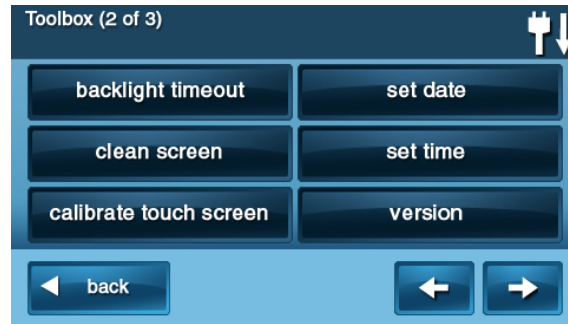 Toolbox (2 of 3)
backlight timeout
set date
clean screen
set time
calibrate touch screen
version
back